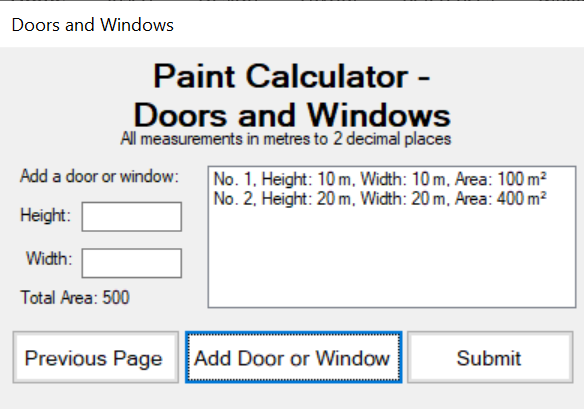 Doors and Windows
Paint Calculator -
Doors and Windows
All measurements in metres to 2 decimal places
Add a door or window:
Height:
Width:
Total Area: 500
No. 1, Height: 10 m, Width: 10 m, Area: 100 m²
No. 2, Height: 20 m, Width: 20 m, Area: 400 m²
Previous Page
Add Door or Window
Submit